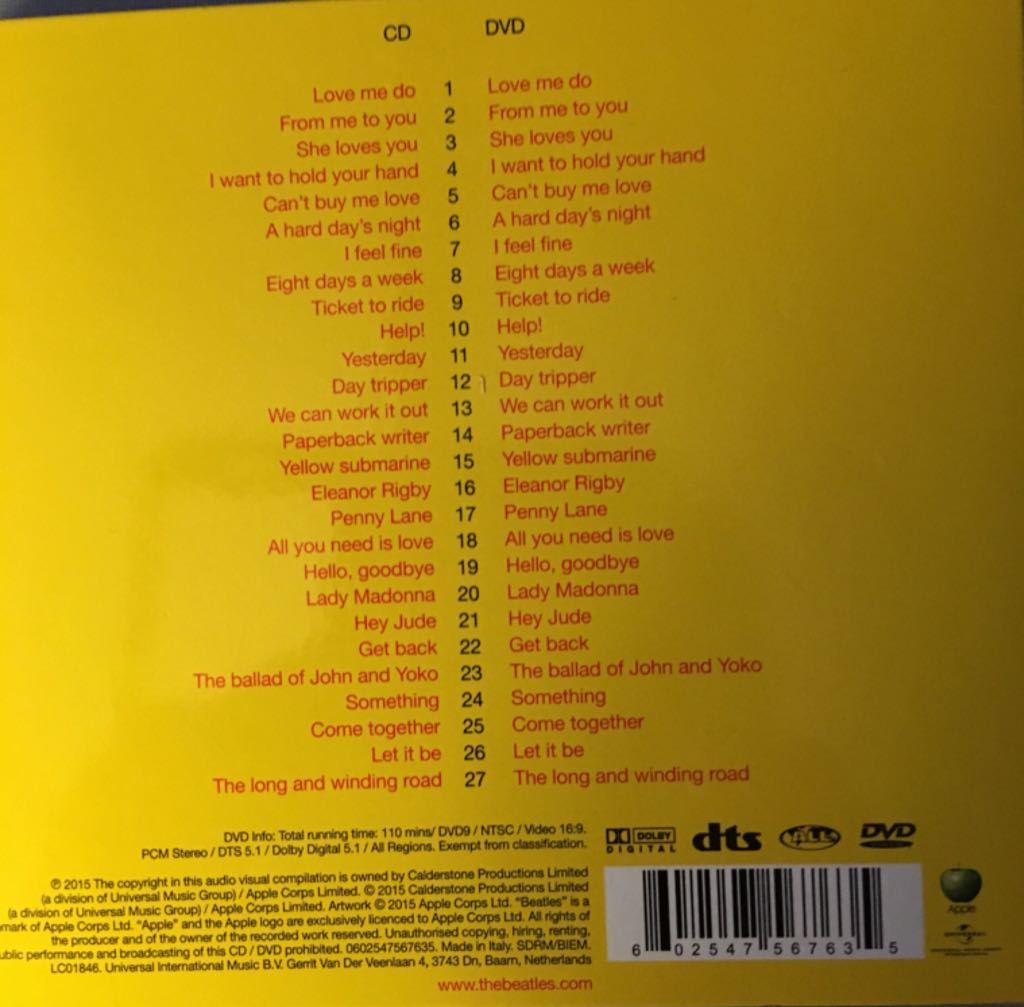 CD DVD
Love me do 1 Love me do
From me to you 2 From me to you
She loves you 3 She loves you
I want to hold your hand 4 I want to hold your hand
Can't buy me love 5 Can't buy me love
A hard day's night 6 A hard day's night
I feel fine 7 I feel fine
Eight days a week 8 Eight days a week
Ticket to ride 9 Ticket to ride
Help! 10 Help!
Yesterday 11 Yesterday
Day tripper 12 Day tripper
We can work it out 13 We can work it out
Paperback writer 14 Paperback writer
Yellow submarine 15 Yellow submarine
Eleanor Rigby 16 Eleanor Rigby
Penny Lane 17 Penny Lane
All you need is love 18 All you need is love
Hello, goodbye 19 Hello, goodbye
Lady Madonna 20 Lady Madonna
Hey Jude 21 Hey Jude
Get back 22 Get back
The ballad of John and Yoko 23 The ballad of John and Yoko
Something 24 Something
Come together 25 Come together
Let it be 26 Let it be
The long and winding road 27 The long and winding road
DVD Info: Total running time: 110 mins/ DVD9 / NTSC / Video 16:9.
PCM Stereo / DTS 5.1 / Dolby Digital 5.1 / All Regions. Exempt from classification.
DOLBY DIGITAL dts ALL DVD
℗ 2015 The copyright in this audio visual compilation is owned by Calderstone Productions Limited
(a division of Universal Music Group) / Apple Corps Limited. © 2015 Calderstone Productions Limited
(a division of Universal Music Group) / Apple Corps Limited. Artwork © 2015 Apple Corps Ltd. "Beatles" is a
mark of Apple Corps Ltd. "Apple" and the Apple logo are exclusively licenced to Apple Corps Ltd. All rights of
the producer and of the owner of the recorded work reserved. Unauthorised copying, hiring, renting,
ublic performance and broadcasting of this CD / DVD prohibited. 0602547567635. Made in Italy. SDRM/BIEM.
LC01846. Universal International Music B.V. Gerrit Van Der Veenlaan 4, 3743 Dn, Baarn, Netherlands
www.thebeatles.com
6 02547 56763 5
Apple
UNIVERSAL